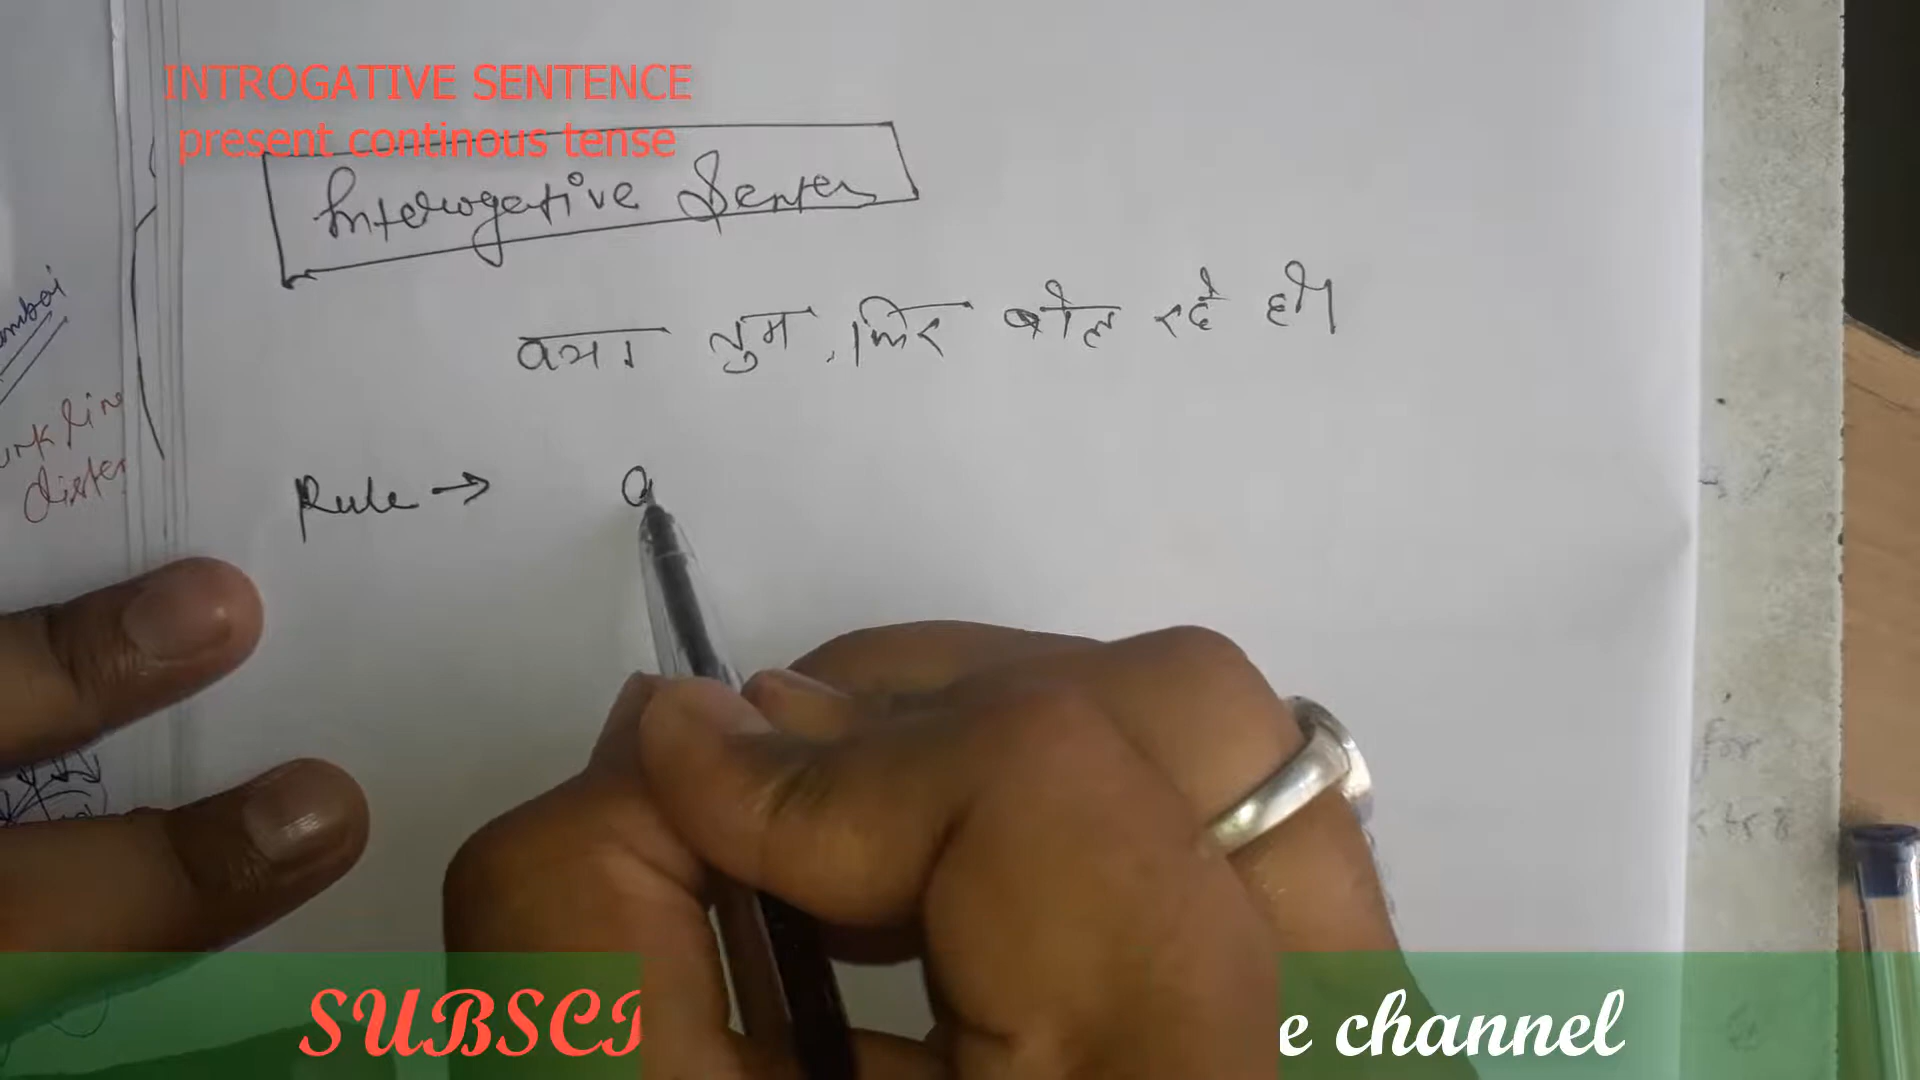 INTROGATIVE SENTENCE
present continous tense
Interogative Senten
क्या तुम फिर बोल रहे हो
Rule →
SUBSCI
e channel